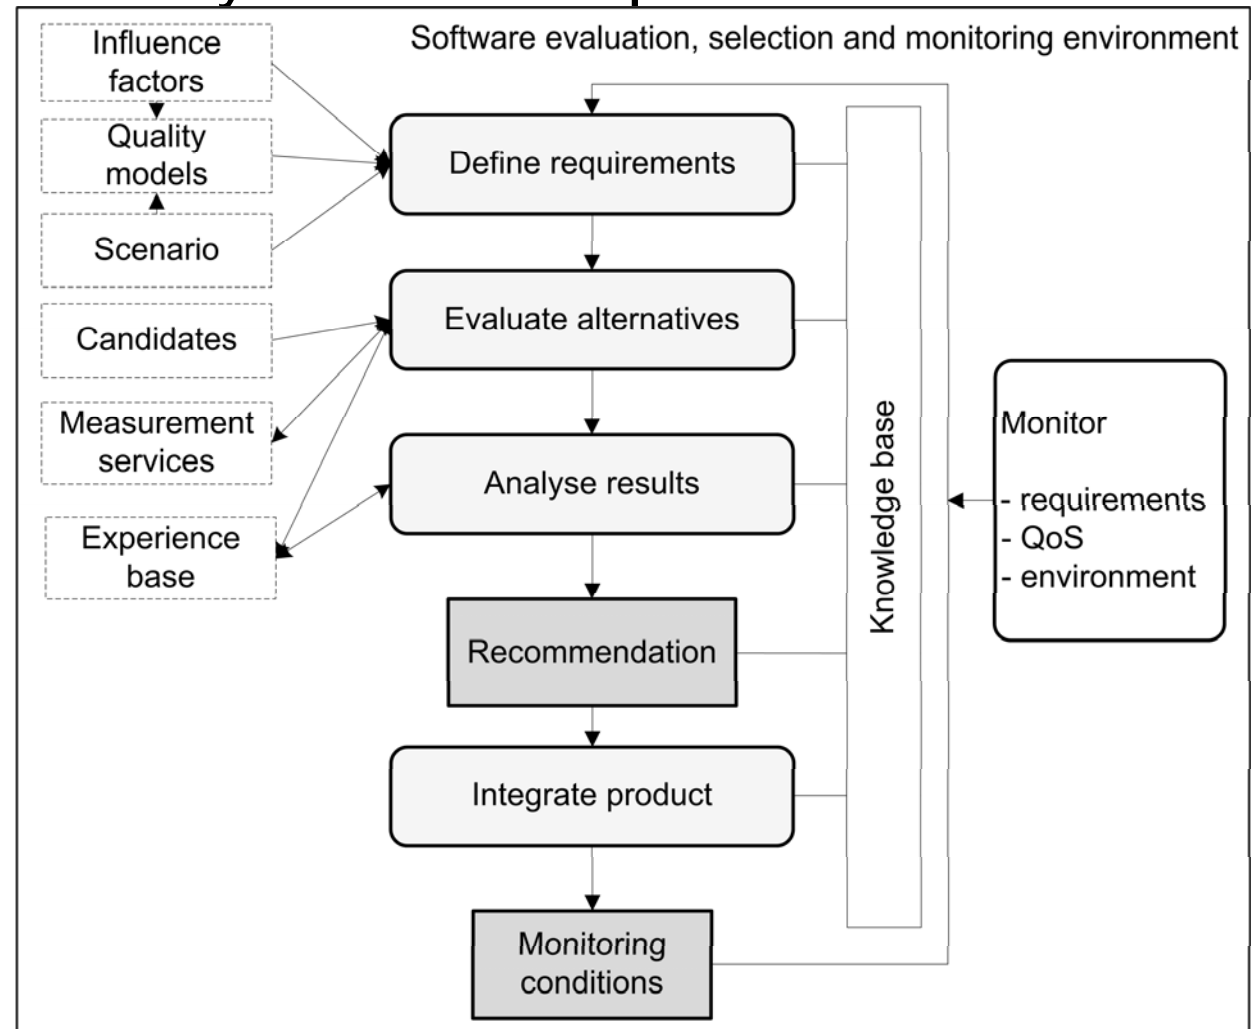 Software evaluation, selection and monitoring environment
Influence
factors
Quality
models
Scenario
Candidates
Measurement
services
Experience
base
Define requirements
Evaluate alternatives
Analyse results
Recommendation
Integrate product
Monitoring
conditions
Knowledge base
Monitor
- requirements
- QoS
- environment